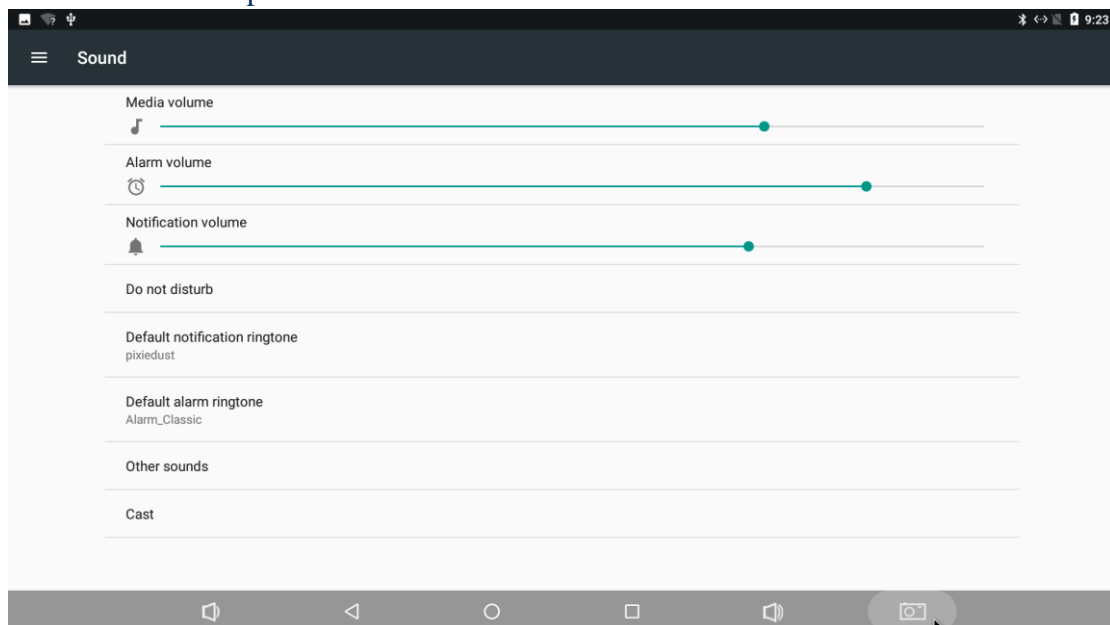 9:23
Sound
Media volume
Alarm volume
Notification volume
Do not disturb
Default notification ringtone
pixiedust
Default alarm ringtone
Alarm_Classic
Other sounds
Cast